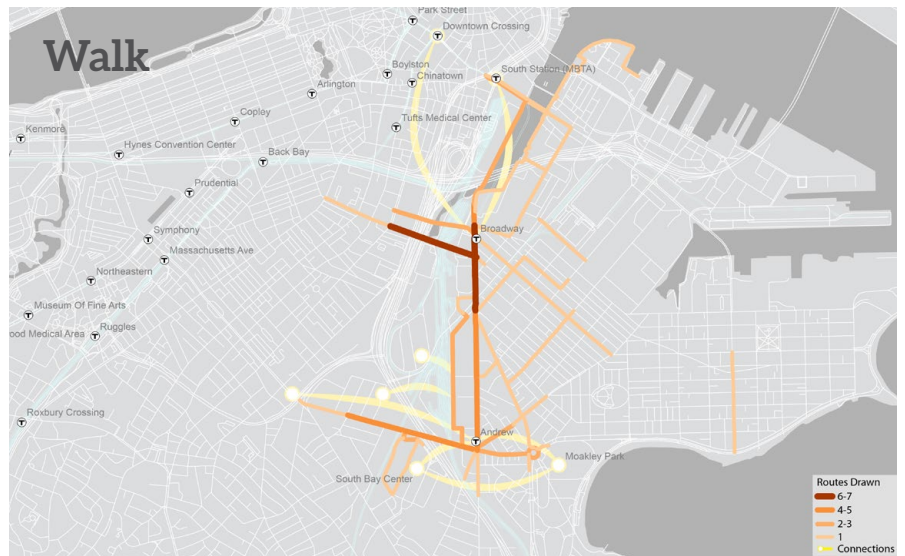 Walk
Park Street
Downtown Crossing
Boylston
South Station (MBTA)
Chinatown
Arlington
Copley
Tufts Medical Center
Kenmore
Hynes Convention Center
Back Bay
Prudential
Symphony
Broadway
Massachusetts Ave
Northeastern
Museum Of Fine Arts
ood Medical Area
Ruggles
Roxbury Crossing
Andrew
Moakley Park
South Bay Center
Routes Drawn
6-7
4-5
2-3
1
Connections